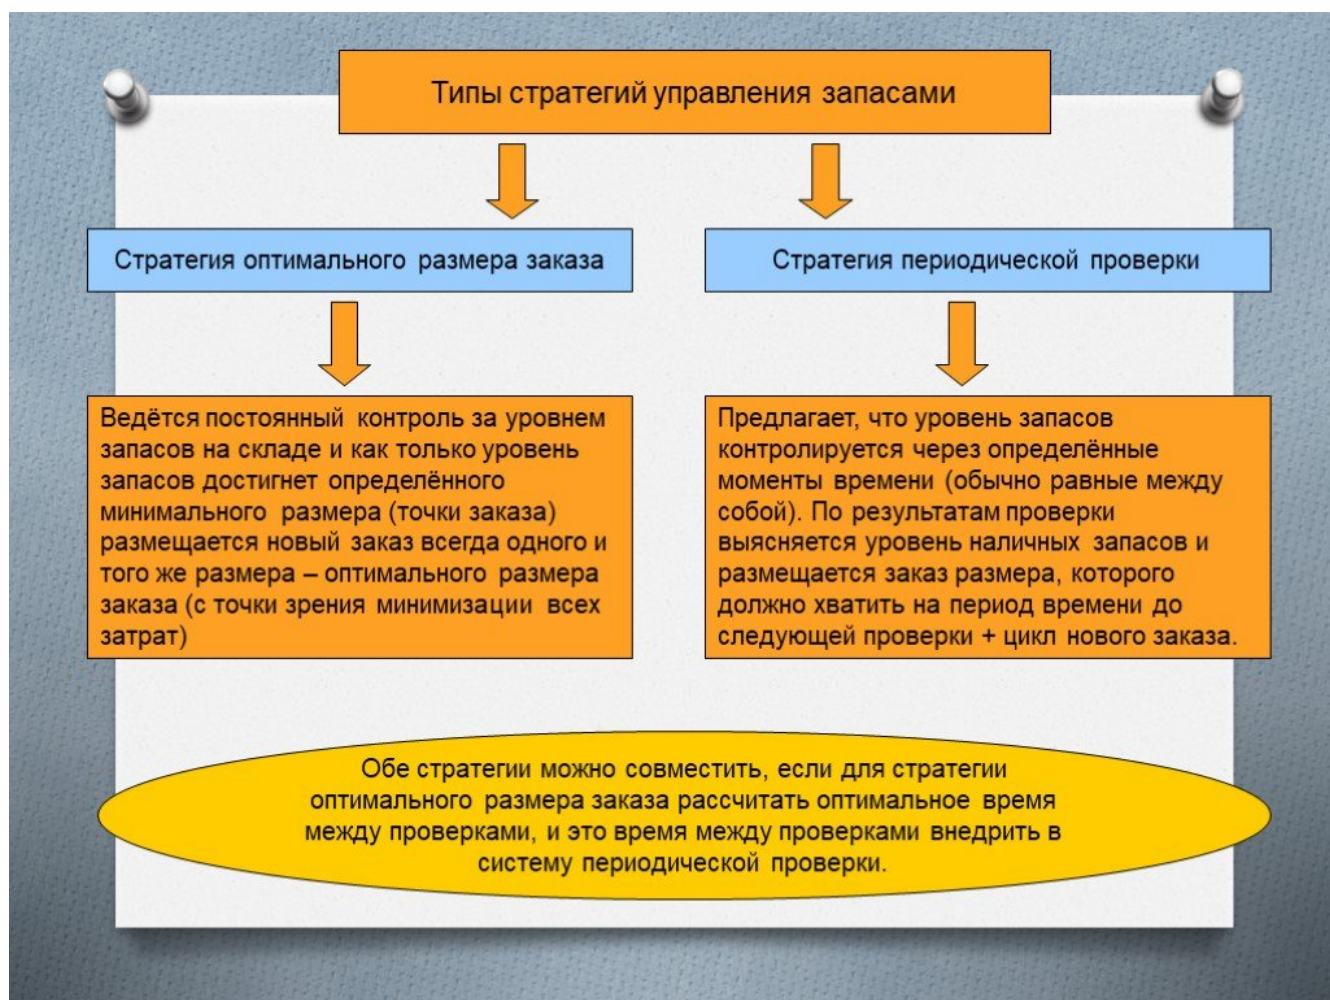 Типы стратегий управления запасами
Стратегия оптимального размера заказа
Стратегия периодической проверки
Ведётся постоянный контроль за уровнем
запасов на складе и как только уровень
запасов достигнет определённого
минимального размера (точки заказа)
размещается новый заказ всегда одного и
того же размера – оптимального размера
заказа (с точки зрения минимизации всех
затрат)
Предлагает, что уровень запасов
контролируется через определённые
моменты времени (обычно равные между
собой). По результатам проверки
выясняется уровень наличных запасов и
размещается заказ размера, которого
должно хватить на период времени до
следующей проверки + цикл нового заказа.
Обе стратегии можно совместить, если для стратегии
оптимального размера заказа рассчитать оптимальное время
между проверками, и это время между проверками внедрить в
систему периодической проверки.